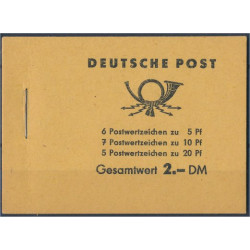 DEUTSCHE POST
6 Postwertzeichen zu 5 Pf
7 Postwertzeichen zu 10 Pf
5 Postwertzeichen zu 20 Pf
Gesamtwert 2.– DM